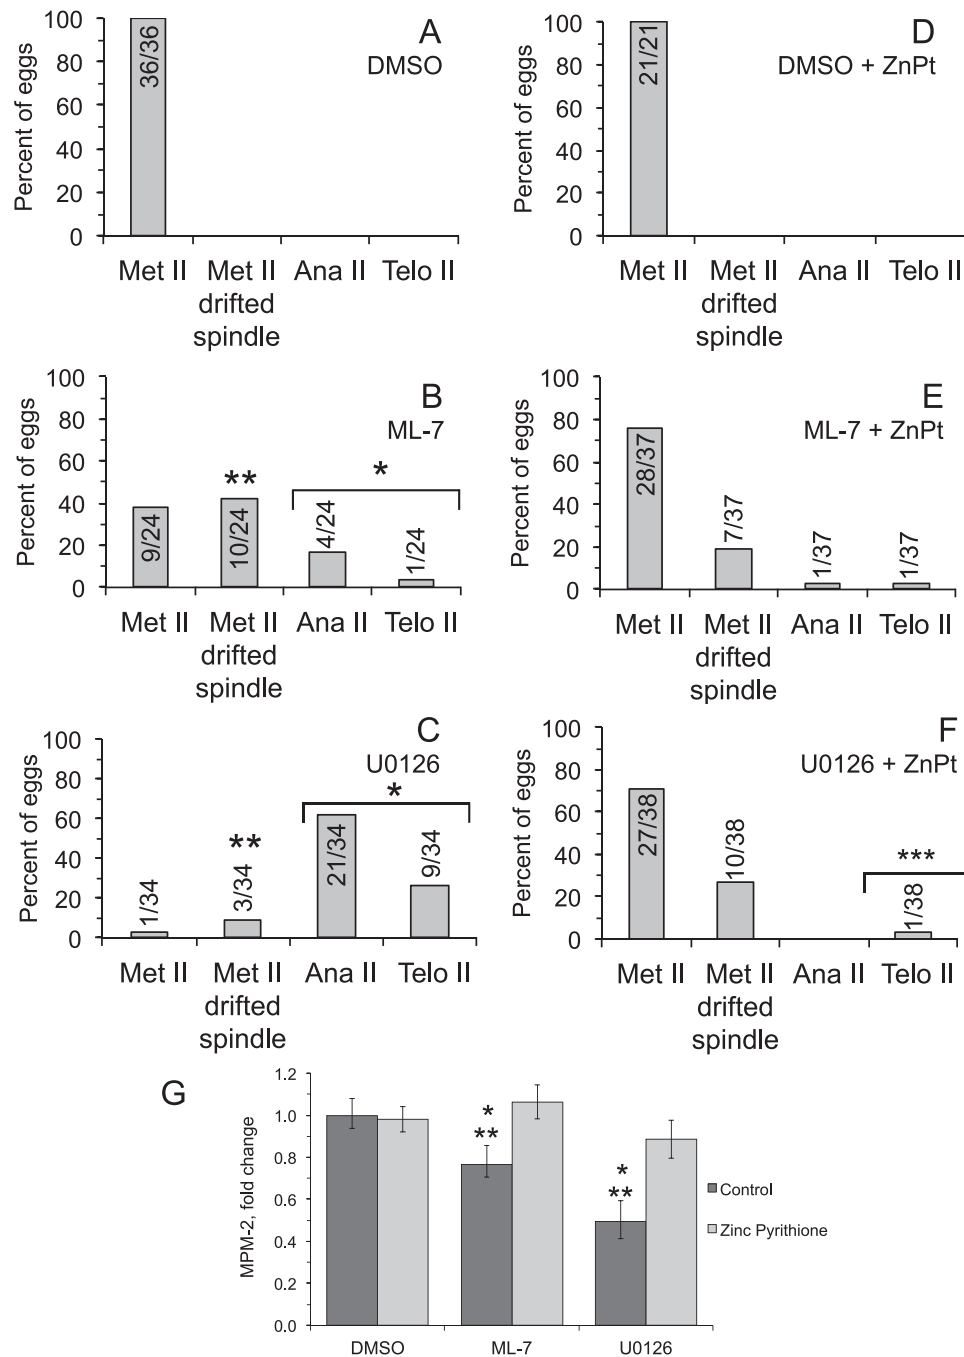 A
DMSO
Percent of eggs
100
80
60
40
20
0
36/36
Met II
Met II
drifted
spindle
Ana II
Telo II
D
DMSO + ZnPt
Percent of eggs
100
80
60
40
20
0
21/21
Met II
Met II
drifted
spindle
Ana II
Telo II
B
ML-7
Percent of eggs
100
80
60
40
20
0
9/24
**
10/24
*
4/24
1/24
Met II
Met II
drifted
spindle
Ana II
Telo II
E
ML-7 + ZnPt
Percent of eggs
100
80
60
40
20
0
28/37
7/37
1/37
1/37
Met II
Met II
drifted
spindle
Ana II
Telo II
C
U0126
Percent of eggs
100
80
60
40
20
0
1/34
**
3/34
*
21/34
9/34
Met II
Met II
drifted
spindle
Ana II
Telo II
F
U0126 + ZnPt
Percent of eggs
100
80
60
40
20
0
27/38
10/38
***
1/38
Met II
Met II
drifted
spindle
Ana II
Telo II
G
MPM-2, fold change
1.2
1.0
0.8
0.6
0.4
0.2
0.0
*
**
*
**
DMSO
ML-7
U0126
Control
Zinc Pyrithione